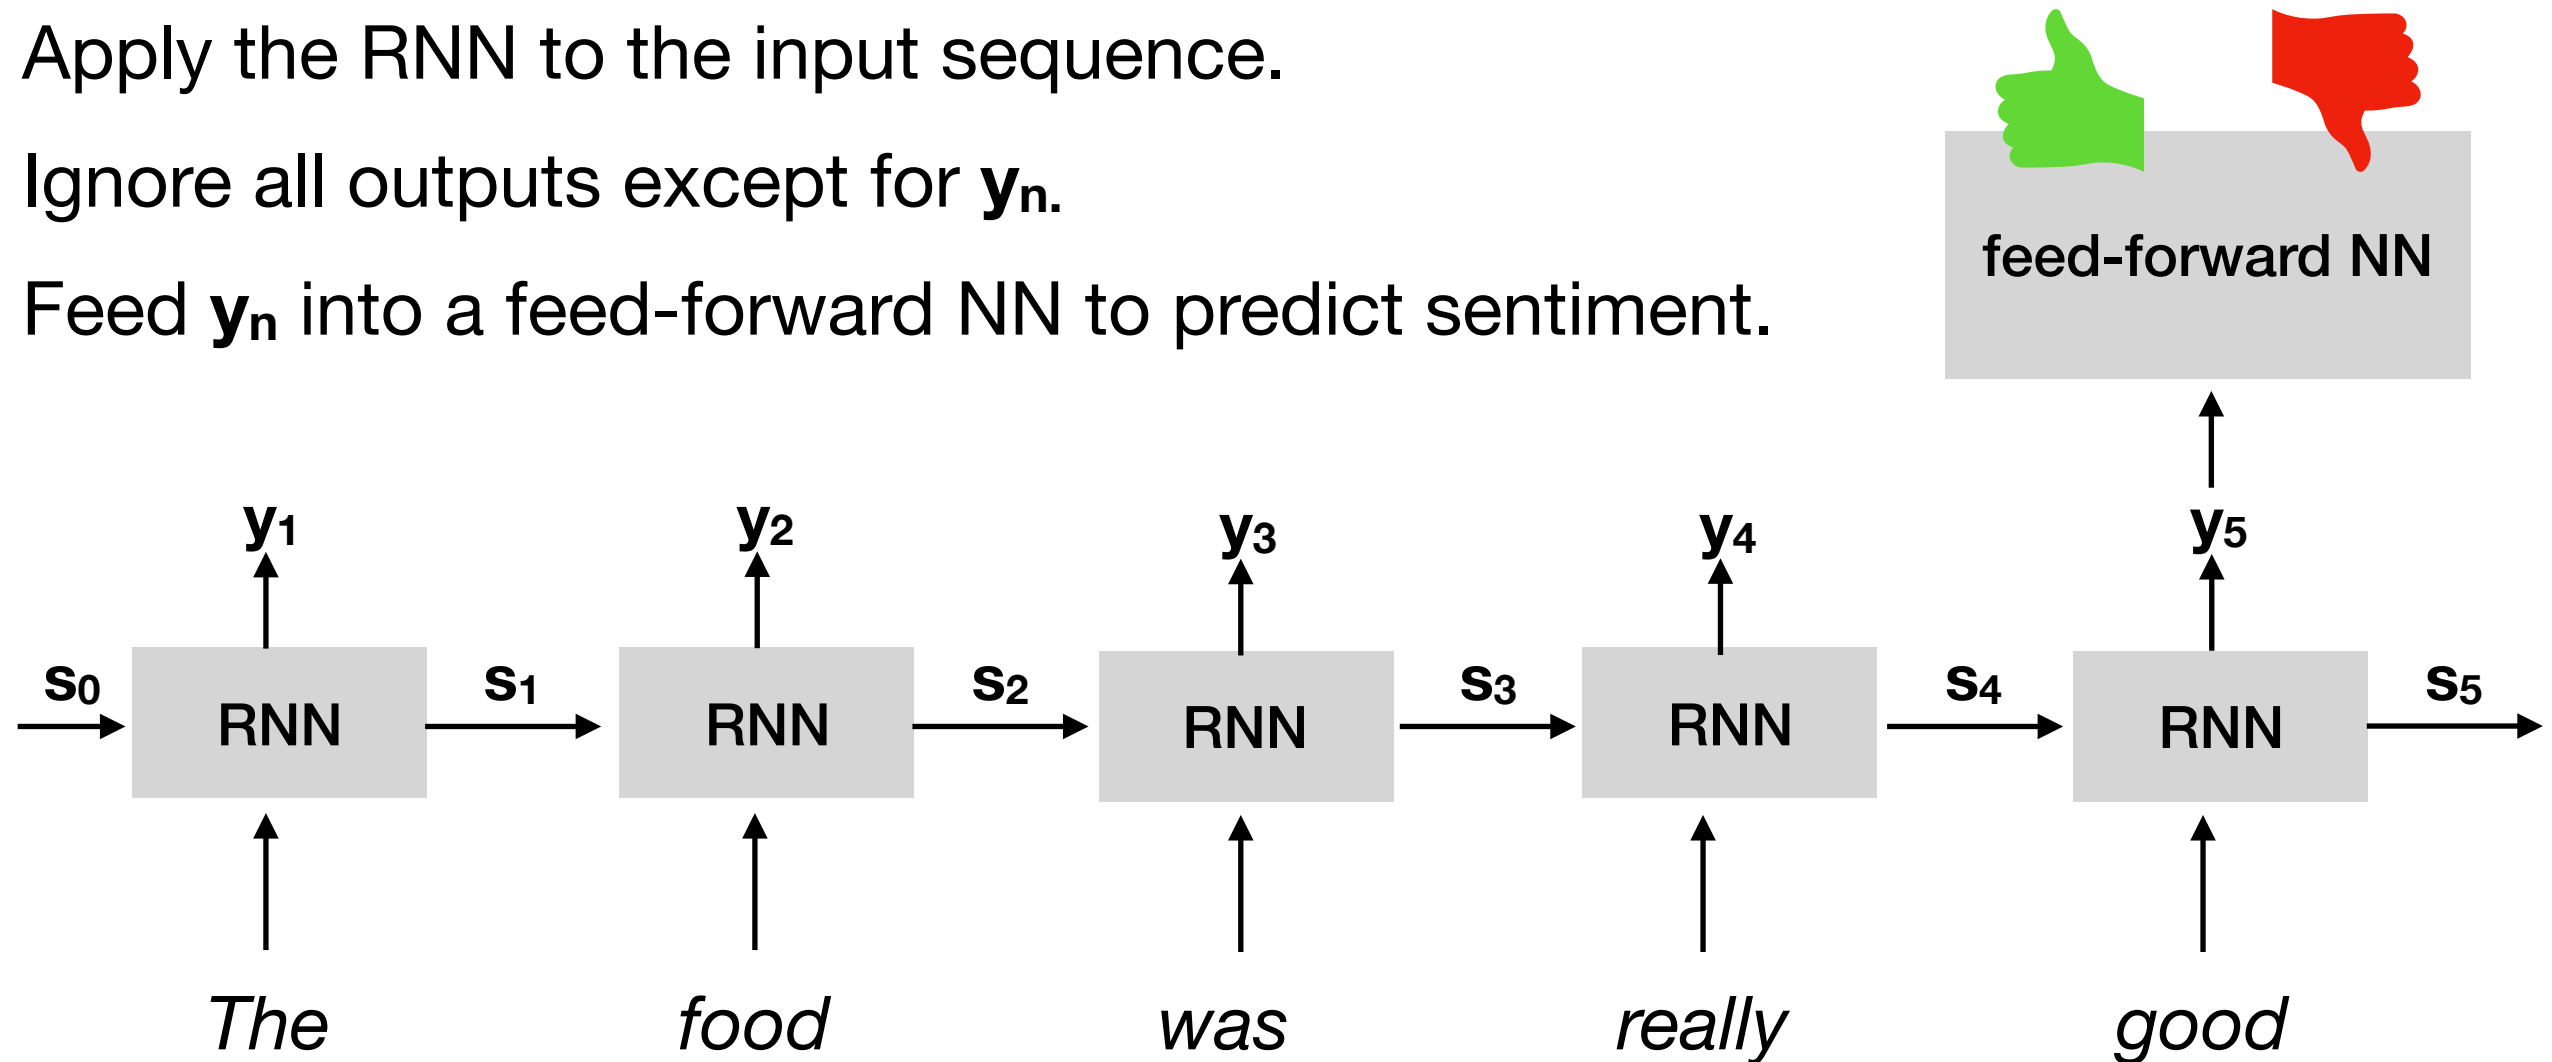 Apply the RNN to the input sequence.
Ignore all outputs except for yn.
Feed yn into a feed-forward NN to predict sentiment.
feed-forward NN
y1 y2 y3 y4 y5
s0 s1 s2 s3 s4 s5
RNN RNN RNN RNN RNN
The food was really good